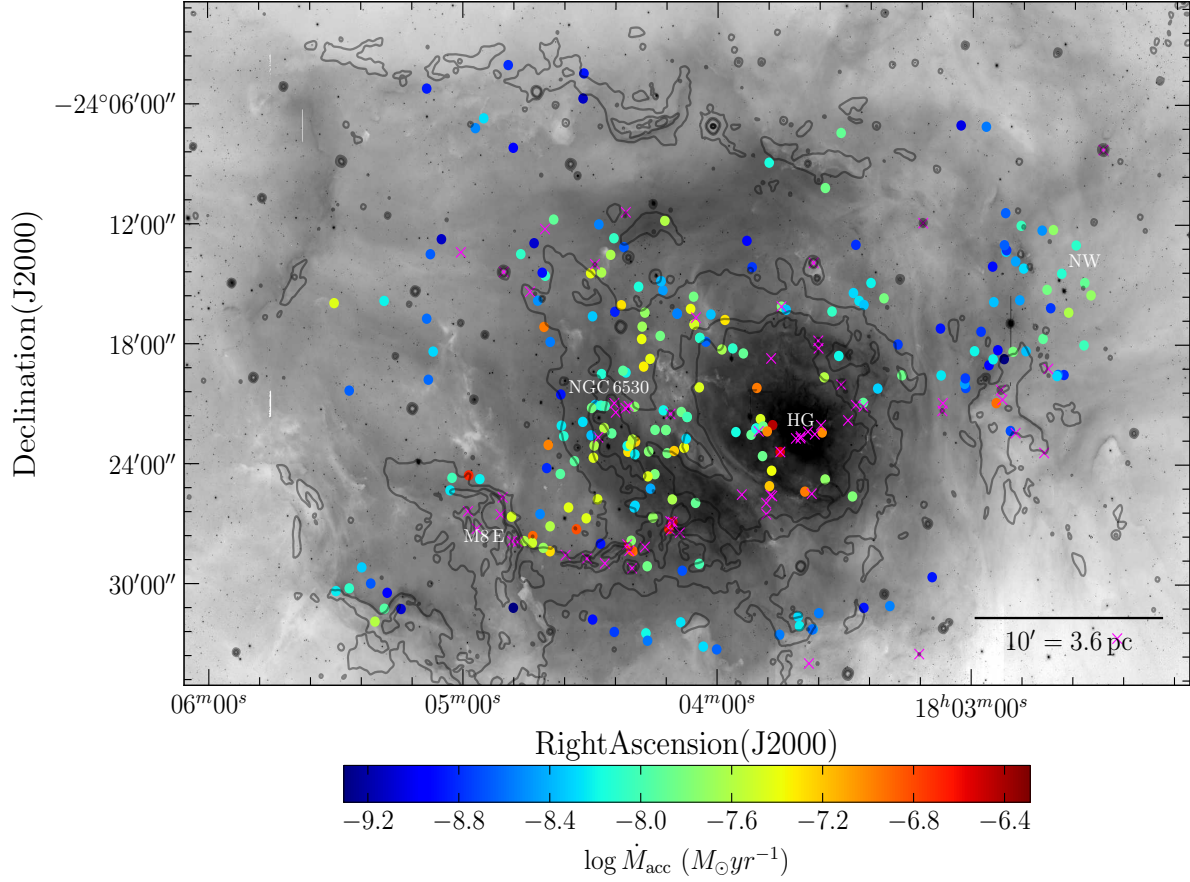 Declination(J2000)
−24°06′00″
12′00″
18′00″
24′00″
30′00″
NW
NGC 6530
HG
M8 E
10′ = 3.6 pc
06ᵐ00ˢ
05ᵐ00ˢ
04ᵐ00ˢ
18ʰ03ᵐ00ˢ
RightAscension(J2000)
−9.2 −8.8 −8.4 −8.0 −7.6 −7.2 −6.8 −6.4
log Ṁacc (M⊙yr⁻¹)